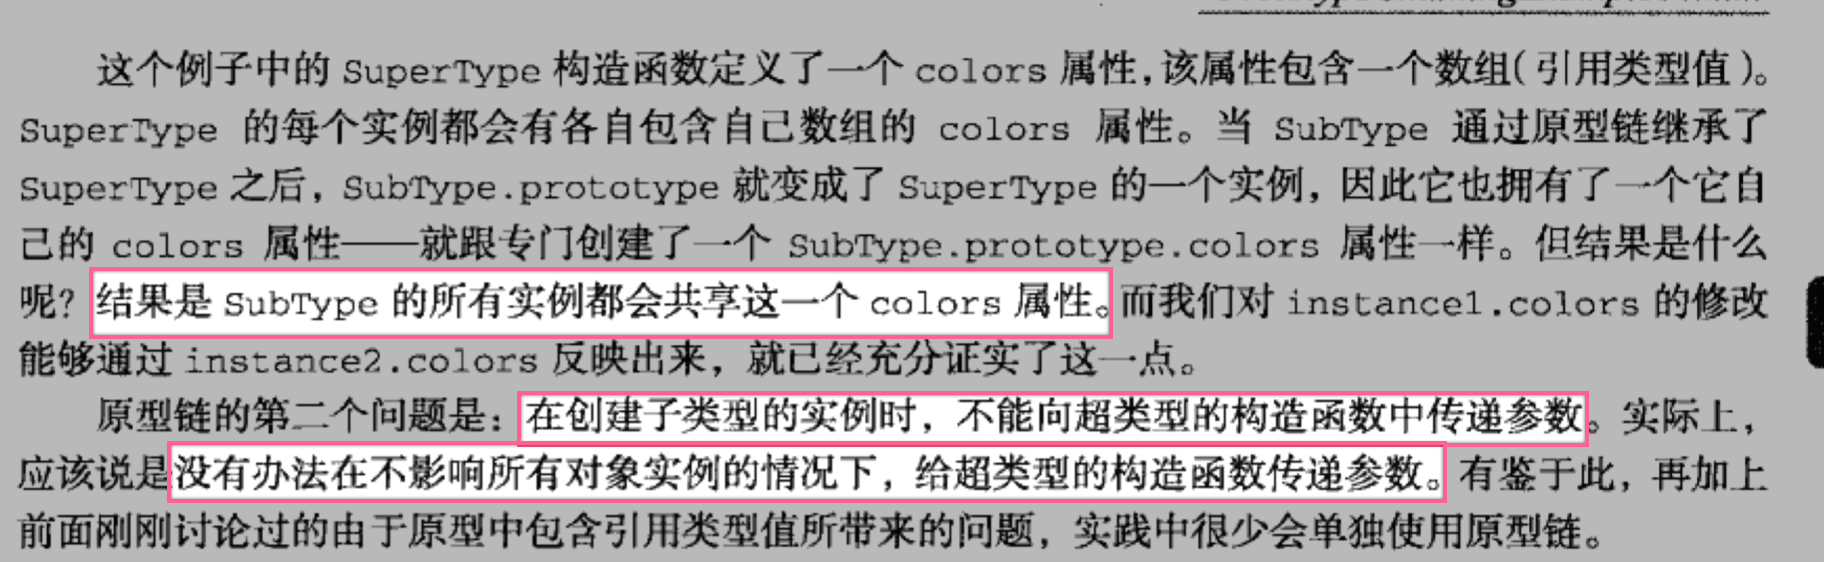 这个例子中的 SuperType 构造函数定义了一个 colors 属性，该属性包含一个数组（引用类型值）。
SuperType 的每个实例都会有各自包含自己数组的 colors 属性。当 SubType 通过原型链继承了
SuperType 之后，SubType.prototype 就变成了 SuperType 的一个实例，因此它也拥有了一个它自
己的 colors 属性——就跟专门创建了一个 SubType.prototype.colors 属性一样。但结果是什么
呢？结果是 SubType 的所有实例都会共享这一个 colors 属性。而我们对 instance1.colors 的修改
能够通过 instance2.colors 反映出来，就已经充分证实了这一点。
原型链的第二个问题是：在创建子类型的实例时，不能向超类型的构造函数中传递参数。实际上，
应该说是没有办法在不影响所有对象实例的情况下，给超类型的构造函数传递参数。有鉴于此，再加上
前面刚刚讨论过的由于原型中包含引用类型值所带来的问题，实践中很少会单独使用原型链。